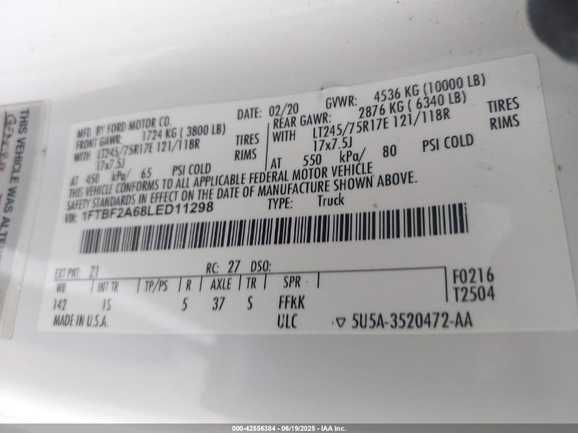 THIS VEHICLE WAS ALTE
MFD. BY FORD MOTOR CO.
DATE: 02/20
GVWR: 4536 KG (10000 LB)
FRONT GAWR: 1724 KG (3800 LB)
REAR GAWR: 2876 KG (6340 LB)
WITH LT245/75R17E 121/118R TIRES
WITH LT245/75R17E 121/118R TIRES
17x7.5J RIMS
17x7.5J RIMS
AT 450 kPa/ 65 PSI COLD
AT 550 kPa/ 80 PSI COLD
THIS VEHICLE CONFORMS TO ALL APPLICABLE FEDERAL MOTOR VEHICLE
SAFETY STANDARDS IN EFFECT ON THE DATE OF MANUFACTURE SHOWN ABOVE.
VIN: 1FTBF2A68LED11298
TYPE: Truck
EXT PNT: Z1 RC: 27 DSO:
F0216
WB INT TR TP/PS R AXLE TR SPR
T2504
142 IS 5 37 S FFKK
MADE IN U.S.A. ULC ▽ 5U5A-3520472-AA
000-42556384 - 06/19/2025 - IAA Inc.